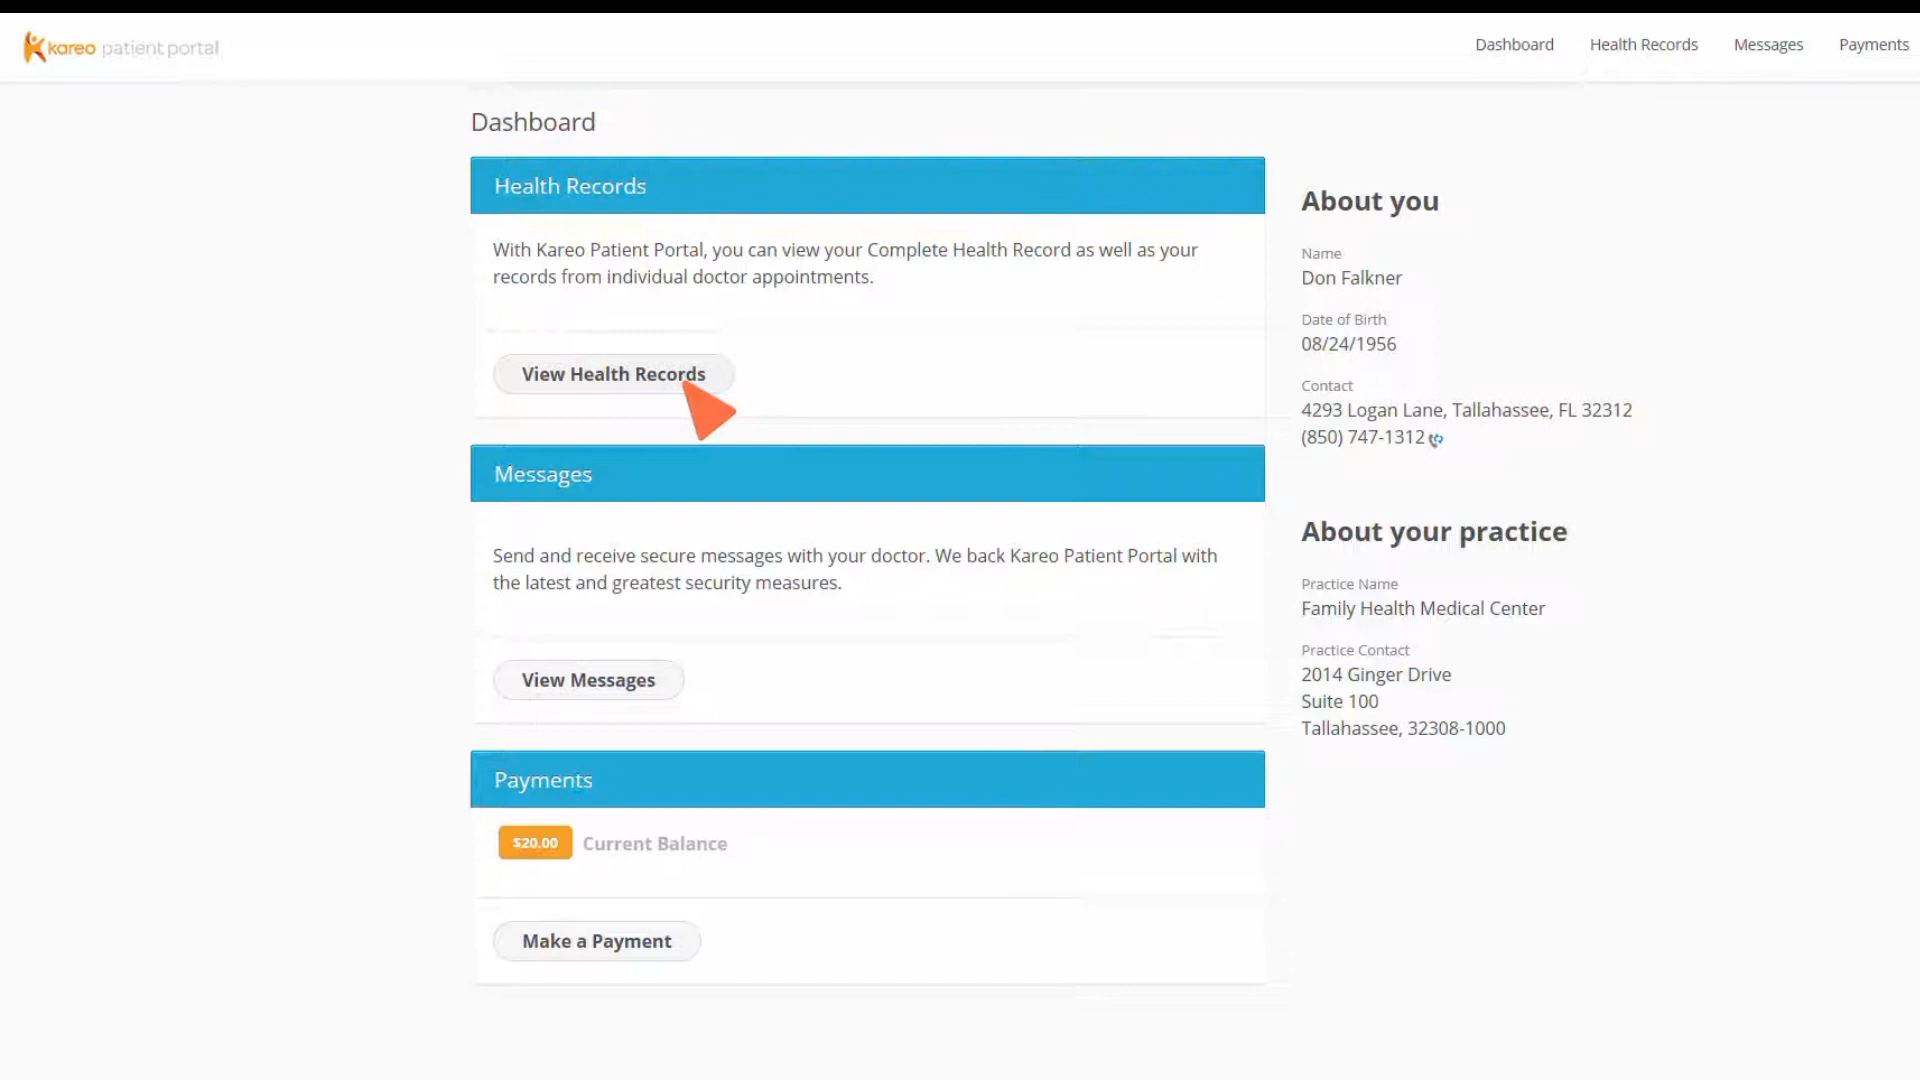 kareo patient portal
Dashboard Health Records Messages Payments
Dashboard
Health Records
With Kareo Patient Portal, you can view your Complete Health Record as well as your
records from individual doctor appointments.
View Health Records
Messages
Send and receive secure messages with your doctor. We back Kareo Patient Portal with
the latest and greatest security measures.
View Messages
Payments
$20.00 Current Balance
Make a Payment
About you
Name
Don Falkner
Date of Birth
08/24/1956
Contact
4293 Logan Lane, Tallahassee, FL 32312
(850) 747-1312
About your practice
Practice Name
Family Health Medical Center
Practice Contact
2014 Ginger Drive
Suite 100
Tallahassee, 32308-1000